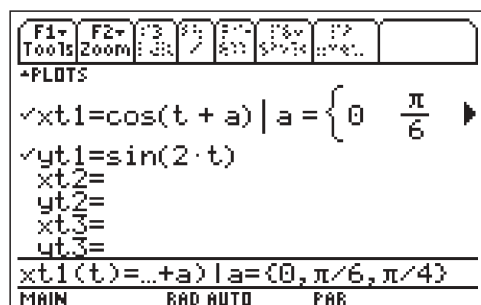 F1▾ F2▾
Tools Zoom
▴PLOTS
✓xt1=cos(t + a) | a = {0 π/6 ▶
✓yt1=sin(2·t)
xt2=
yt2=
xt3=
yt3=
xt1(t)=…+a)|a={0,π/6,π/4}
MAIN RAD AUTO PAR